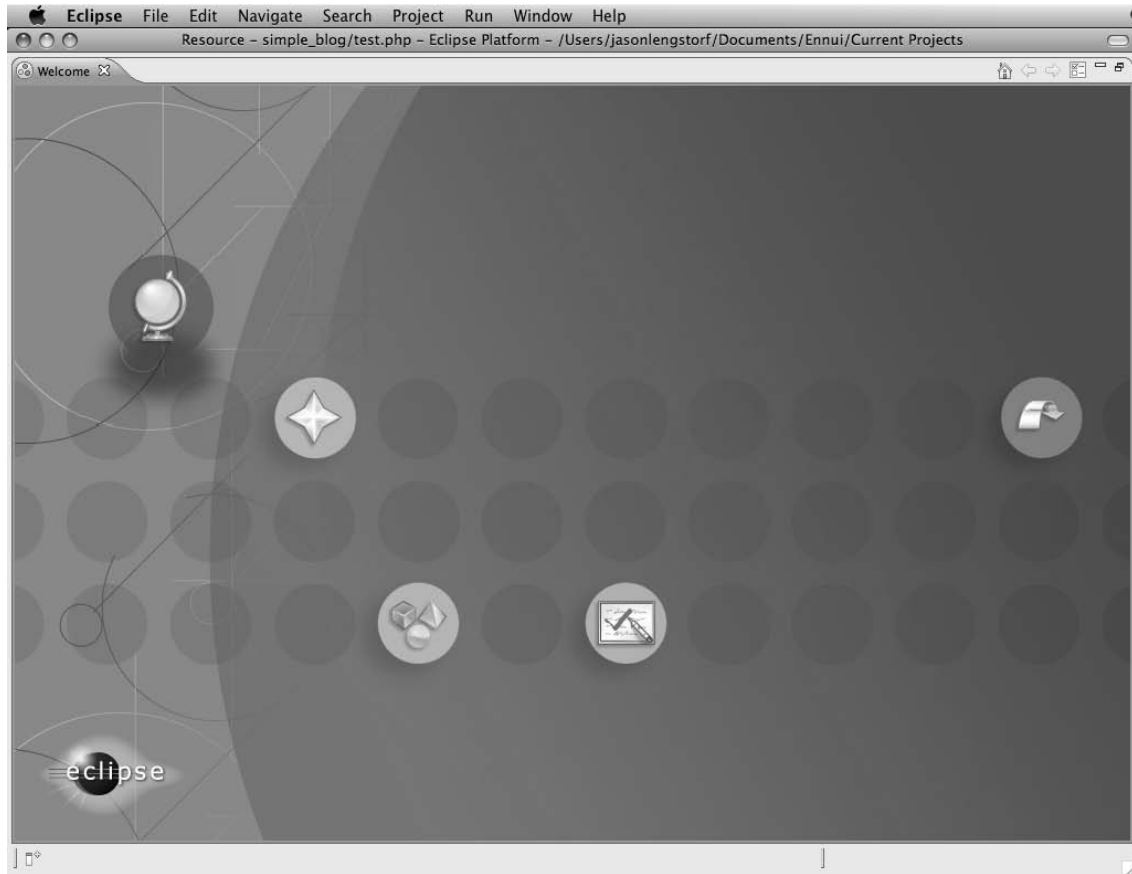 Eclipse File Edit Navigate Search Project Run Window Help
Resource – simple_blog/test.php – Eclipse Platform – /Users/jasonlengstorf/Documents/Ennui/Current Projects
Welcome
eclipse